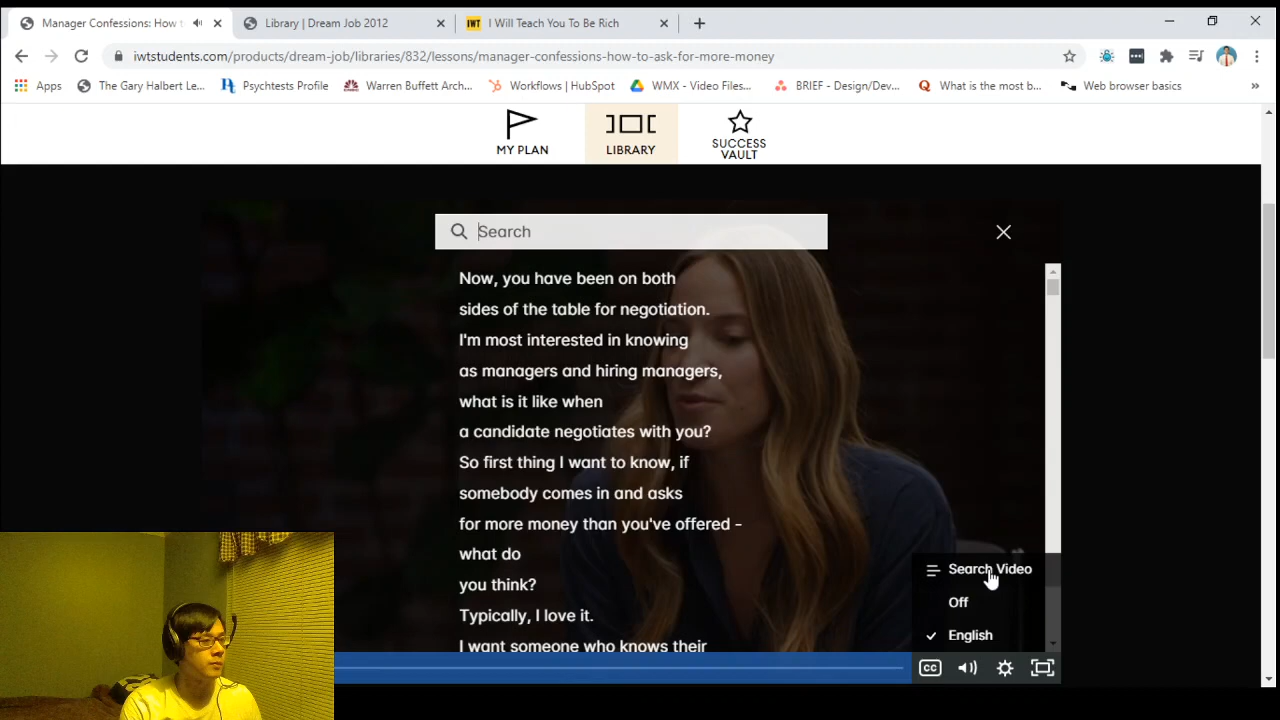 Manager Confessions: How to
Library | Dream Job 2012
IWT I Will Teach You To Be Rich
iwtstudents.com/products/dream-job/libraries/832/lessons/manager-confessions-how-to-ask-for-more-money
Apps
The Gary Halbert Le...
Psychtests Profile
Warren Buffett Arch...
Workflows | HubSpot
WMX - Video Files...
BRIEF - Design/Dev...
What is the most b...
Web browser basics
»
MY PLAN
LIBRARY
SUCCESS
VAULT
Search
Now, you have been on both
sides of the table for negotiation.
I'm most interested in knowing
as managers and hiring managers,
what is it like when
a candidate negotiates with you?
So first thing I want to know, if
somebody comes in and asks
for more money than you've offered -
what do
you think?
Typically, I love it.
I want someone who knows their
Search Video
Off
English
CC